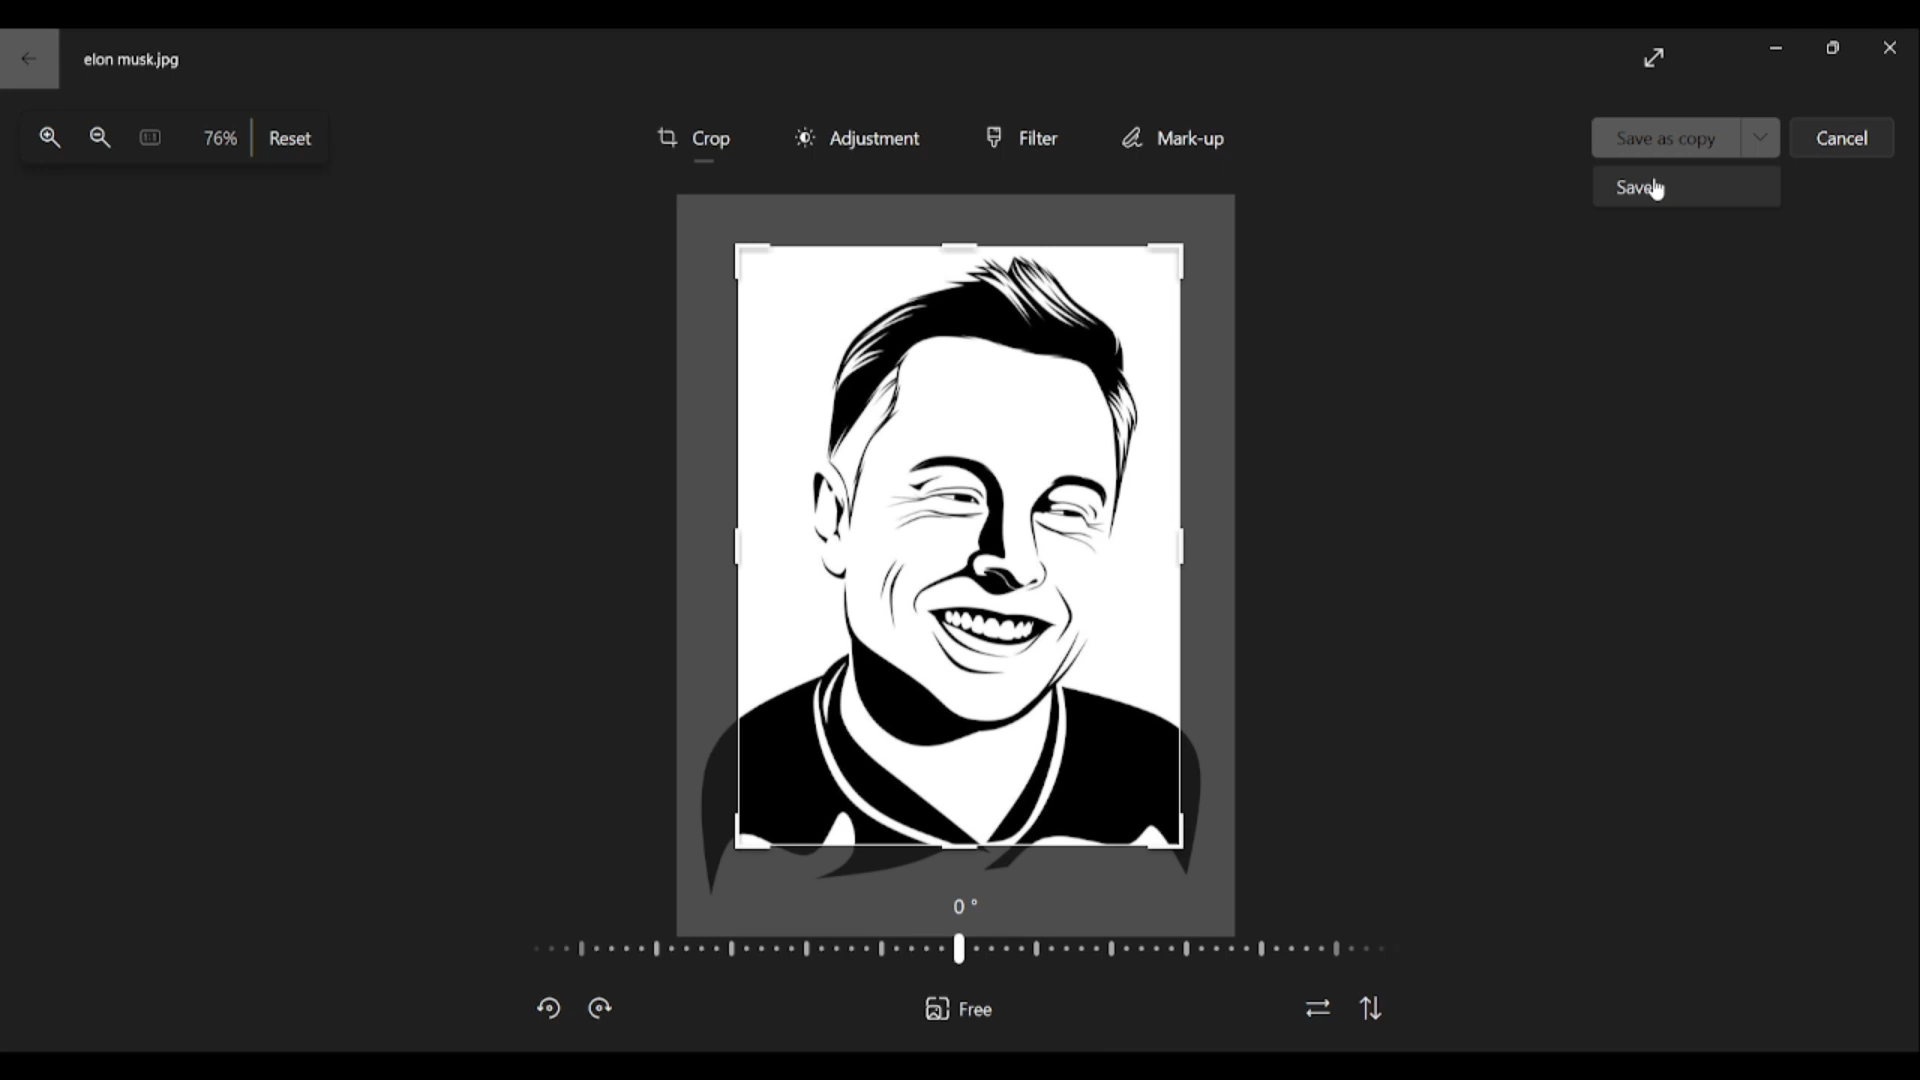 elon musk.jpg
76%
Reset
Crop
Adjustment
Filter
Mark-up
Save as copy
Cancel
Save
0 °
Free